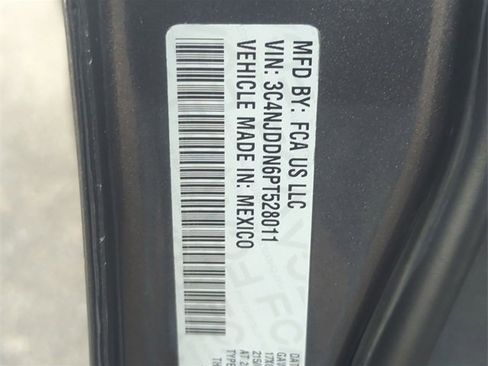 MFD BY: FCA US LLC
VIN: 3C4NJDDN6PT528011
VEHICLE MADE IN: MEXICO